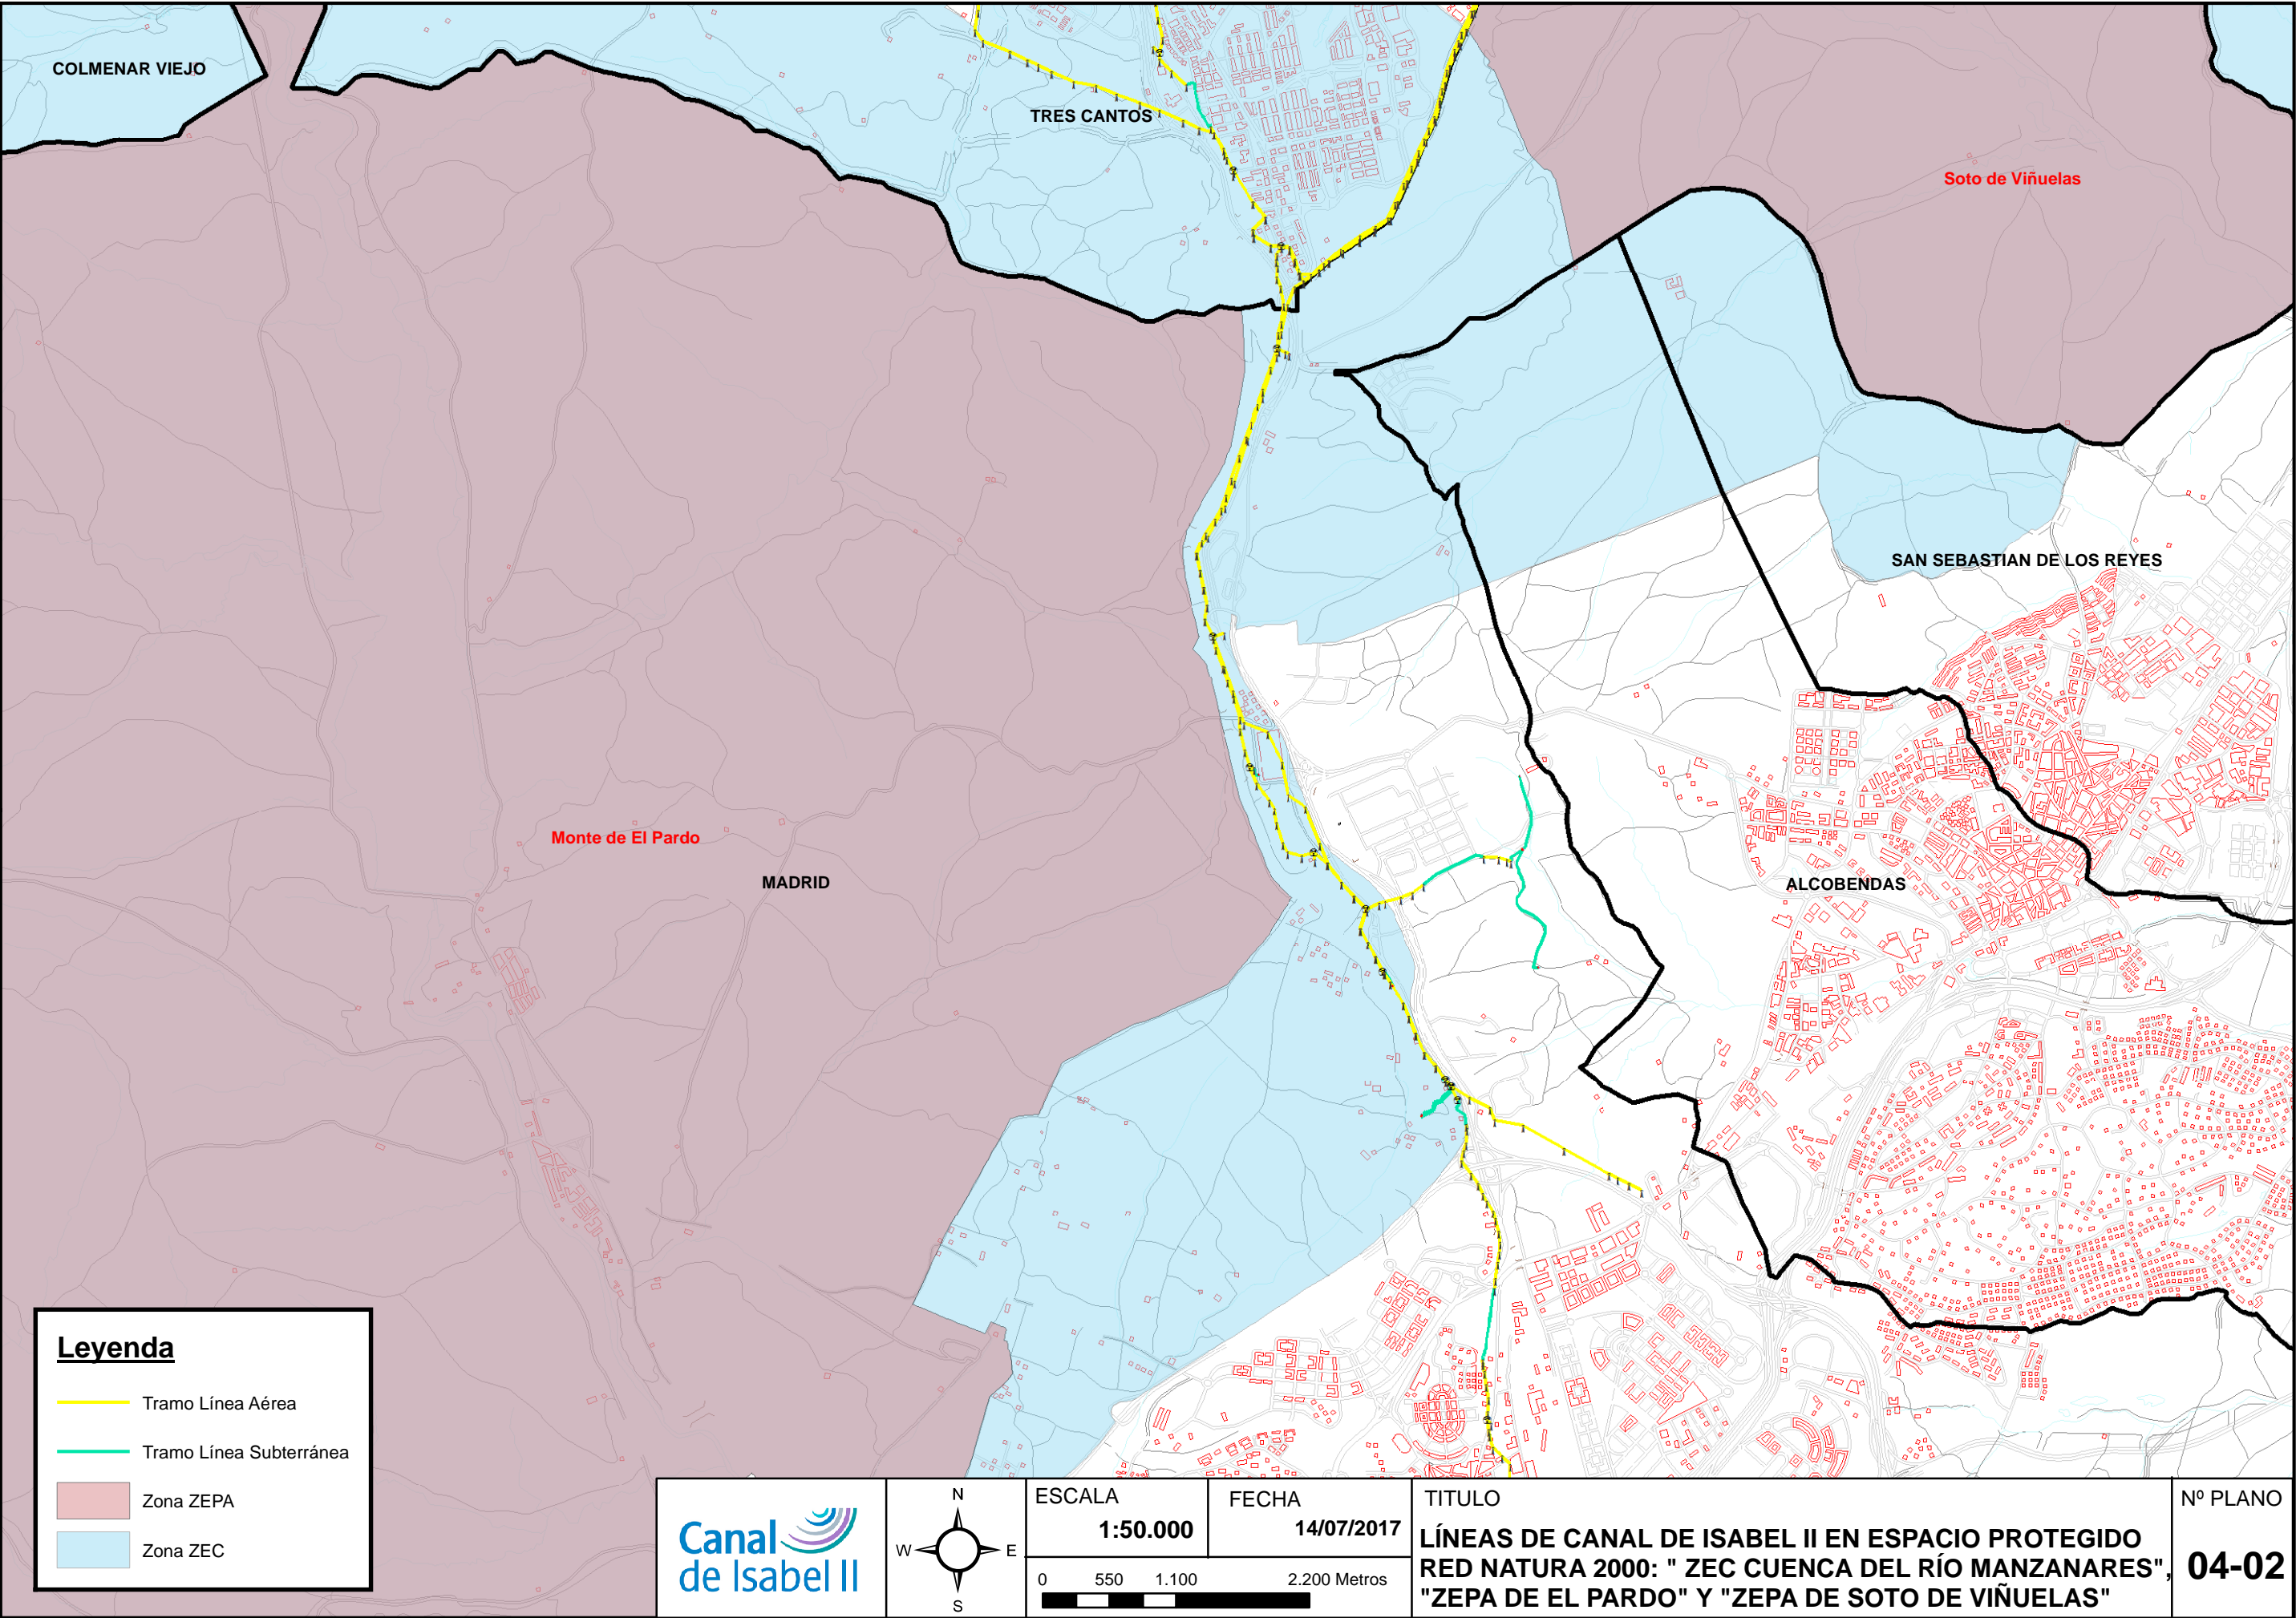 COLMENAR VIEJO
TRES CANTOS
Soto de Viñuelas
SAN SEBASTIAN DE LOS REYES
Monte de El Pardo
MADRID
ALCOBENDAS
Leyenda
Tramo Línea Aérea
Tramo Línea Subterránea
Zona ZEPA
Zona ZEC
Canal
de Isabel II
N
W
E
S
ESCALA
1:50.000
FECHA
14/07/2017
0 550 1.100 2.200 Metros
TITULO
LÍNEAS DE CANAL DE ISABEL II EN ESPACIO PROTEGIDO
RED NATURA 2000: " ZEC CUENCA DEL RÍO MANZANARES",
"ZEPA DE EL PARDO" Y "ZEPA DE SOTO DE VIÑUELAS"
Nº PLANO
04-02